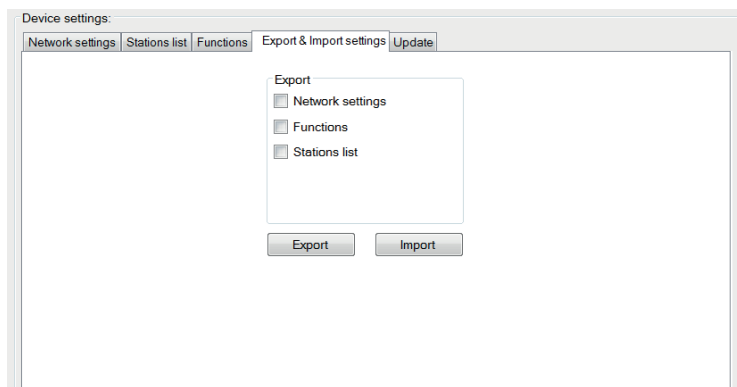 Device settings:
Network settings Stations list Functions Export & Import settings Update
Export
Network settings
Functions
Stations list
Export Import